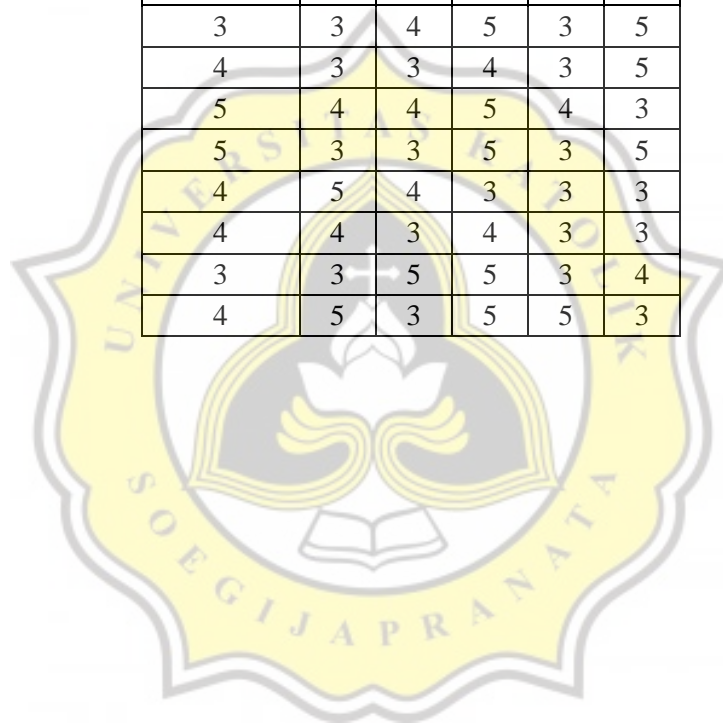 3 3 4 5 3 5
4 3 3 4 3 5
5 4 4 5 4 3
5 3 3 5 3 5
4 5 4 3 3 3
4 4 3 4 3 3
3 3 5 5 3 4
4 5 3 5 5 3
UNIVERSITAS KATOLIK
SOEGIJAPRANATA